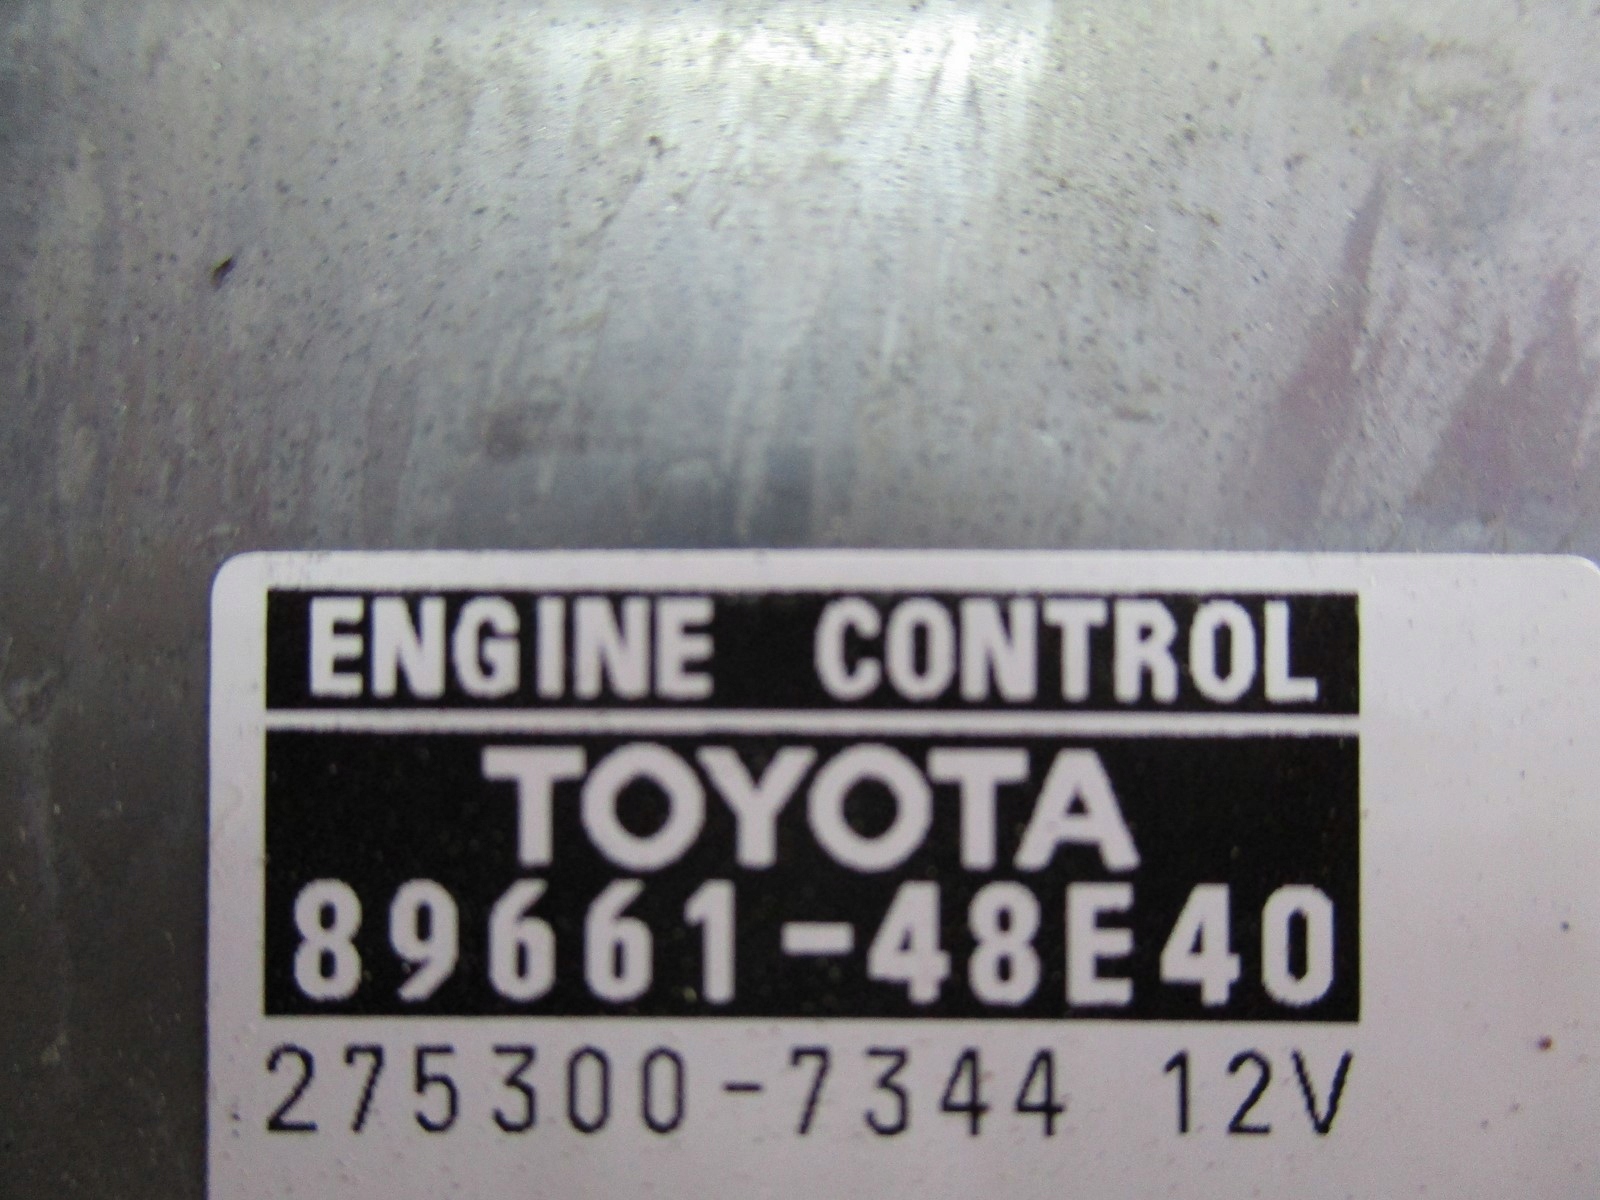 ENGINE CONTROL
TOYOTA
89661-48E40
275300-7344 12V